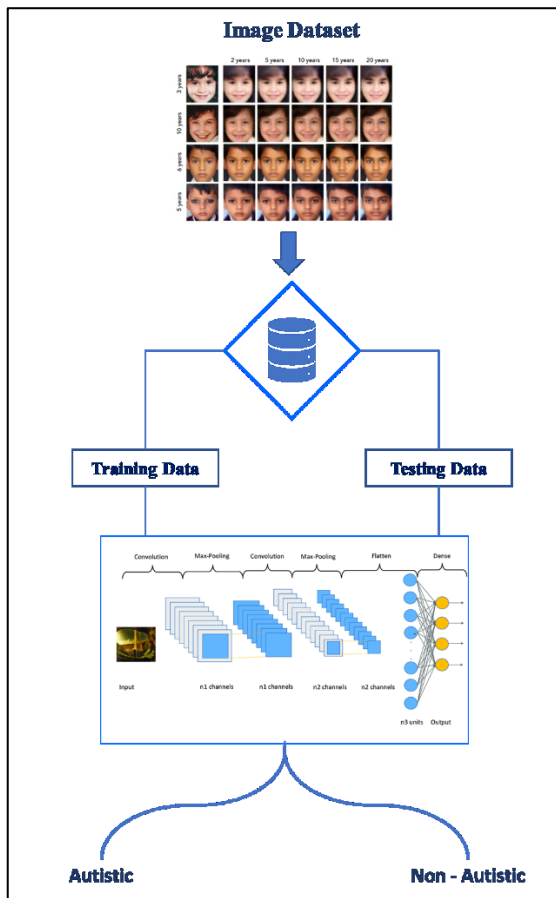 Image Dataset
2 years 5 years 10 years 15 years 20 years
3 years
10 years
6 years
5 years
Training Data
Testing Data
Convolution Max-Pooling Convolution Max-Pooling Flatten Dense
Input n1 channels n1 channels n2 channels n2 channels
n3 units Output
Autistic
Non - Autistic